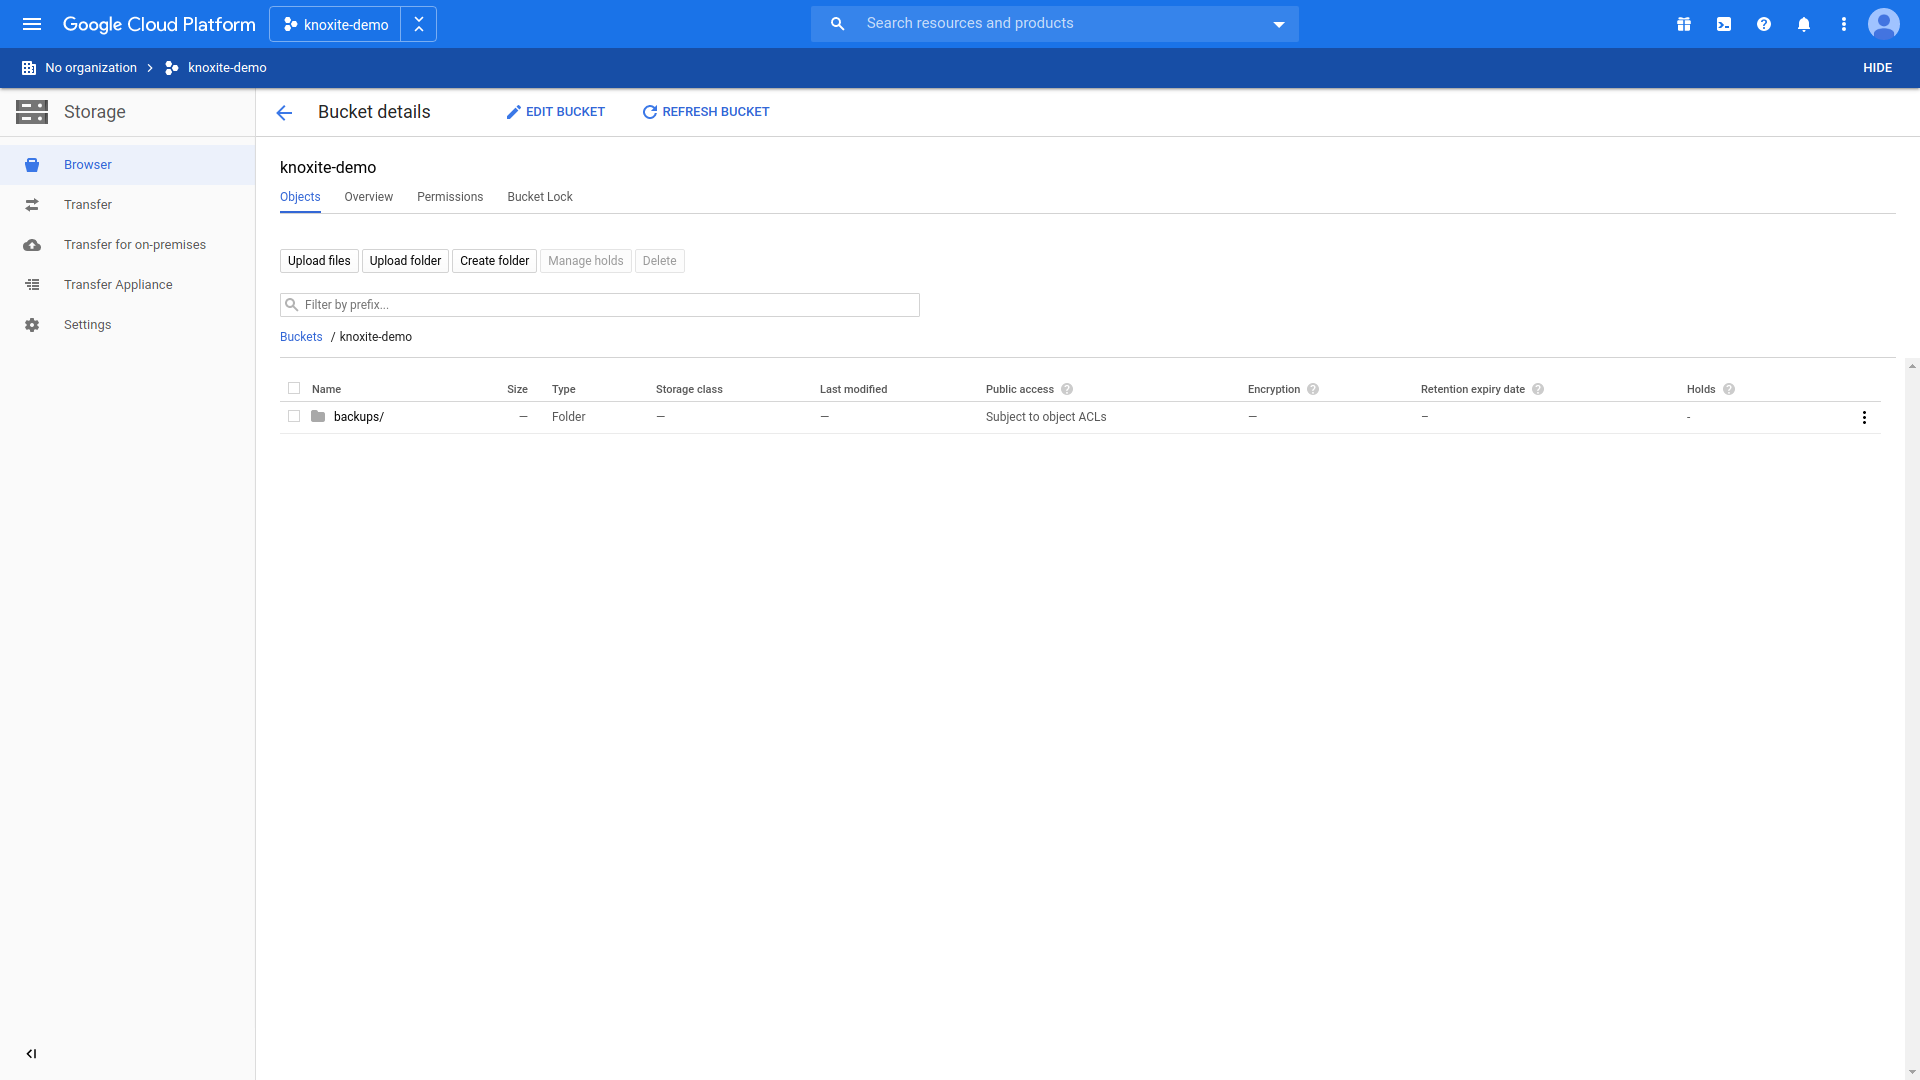 Google Cloud Platform knoxite-demo Search resources and products
No organization knoxite-demo HIDE
Storage
Bucket details EDIT BUCKET REFRESH BUCKET
Browser
Transfer
Transfer for on-premises
Transfer Appliance
Settings
knoxite-demo
Objects Overview Permissions Bucket Lock
Upload files Upload folder Create folder Manage holds Delete
Filter by prefix...
Buckets / knoxite-demo
Name Size Type Storage class Last modified Public access Encryption Retention expiry date Holds
backups/ — Folder — — Subject to object ACLs — – -